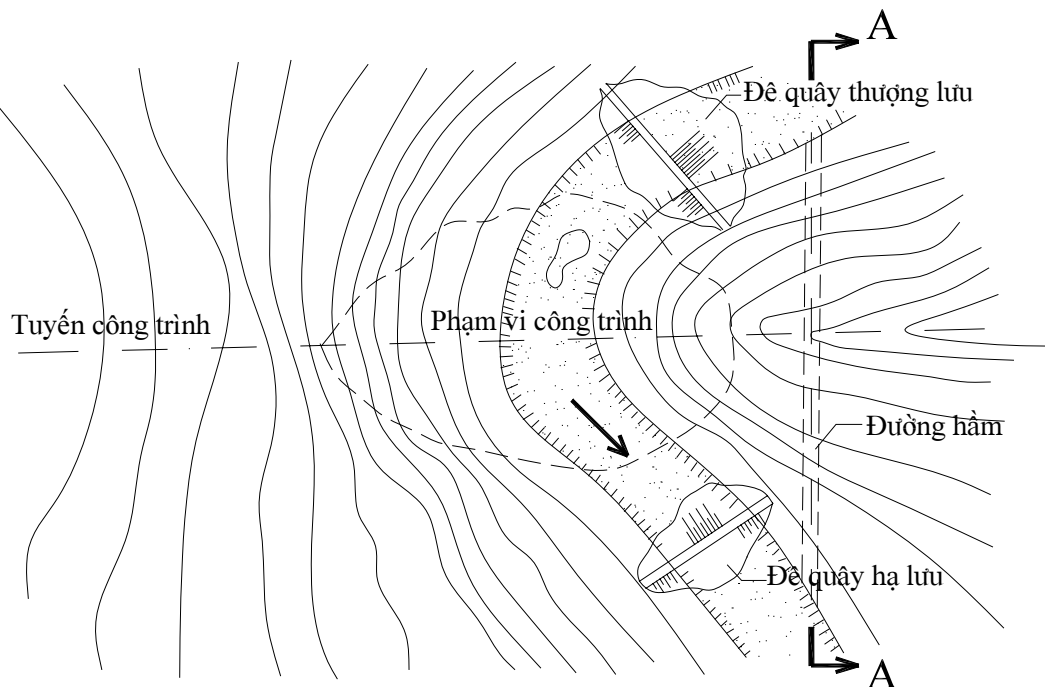 A
Đê quây thượng lưu
Tuyến công trình
Phạm vi công trình
Đường hầm
Đê quây hạ lưu
A